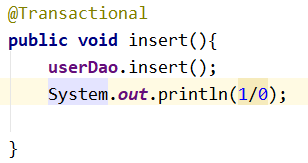 @Transactional
public void insert(){
    userDao.insert();
    System.out.println(1/0);
}